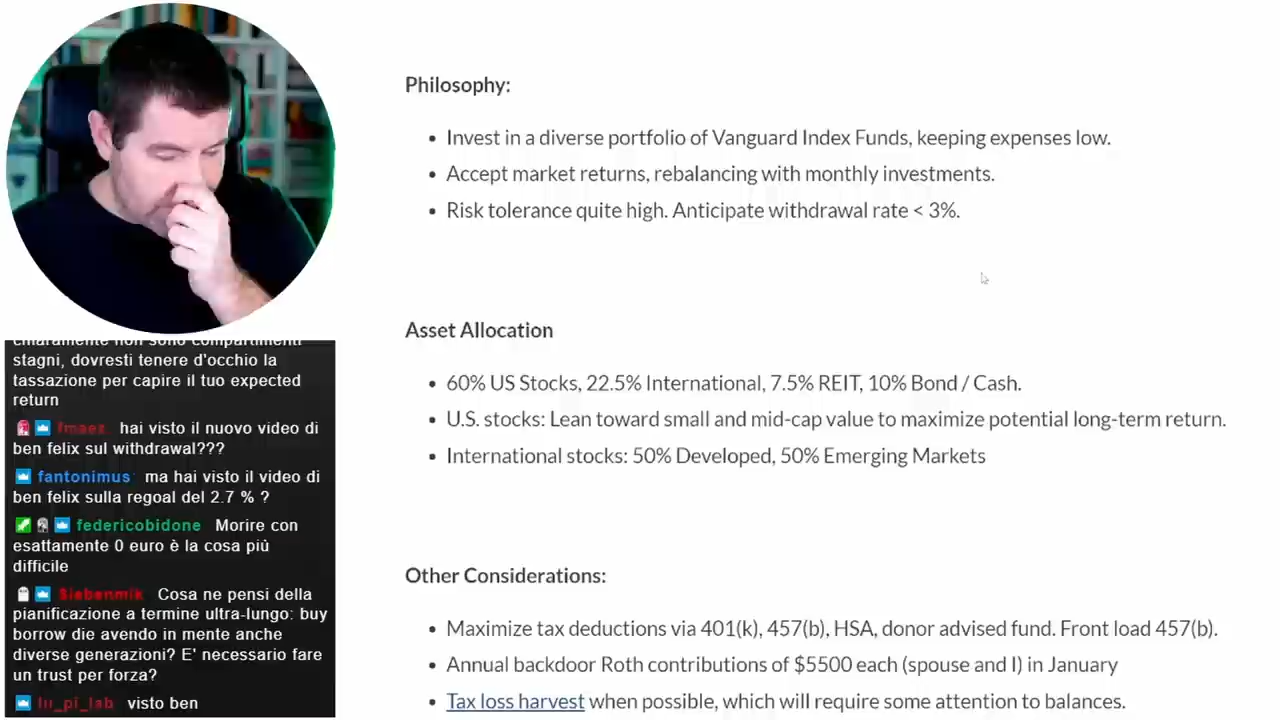 Philosophy:
Invest in a diverse portfolio of Vanguard Index Funds, keeping expenses low.
Accept market returns, rebalancing with monthly investments.
Risk tolerance quite high. Anticipate withdrawal rate < 3%.
Asset Allocation
60% US Stocks, 22.5% International, 7.5% REIT, 10% Bond / Cash.
U.S. stocks: Lean toward small and mid-cap value to maximize potential long-term return.
International stocks: 50% Developed, 50% Emerging Markets
Other Considerations:
Maximize tax deductions via 401(k), 457(b), HSA, donor advised fund. Front load 457(b).
Annual backdoor Roth contributions of $5500 each (spouse and I) in January
Tax loss harvest when possible, which will require some attention to balances.
chiaramente non sono compartimenti
stagni, dovresti tenere d'occhio la
tassazione per capire il tuo expected
return
hai visto il nuovo video di
ben felix sul withdrawal???
fantonimus ma hai visto il video di
ben felix sulla regoal del 2.7 % ?
federicobidone Morire con
esattamente 0 euro è la cosa più
difficile
Siebenmik Cosa ne pensi della
pianificazione a termine ultra-lungo: buy
borrow die avendo in mente anche
diverse generazioni? E' necessario fare
un trust per forza?
lu_pi_lab visto ben